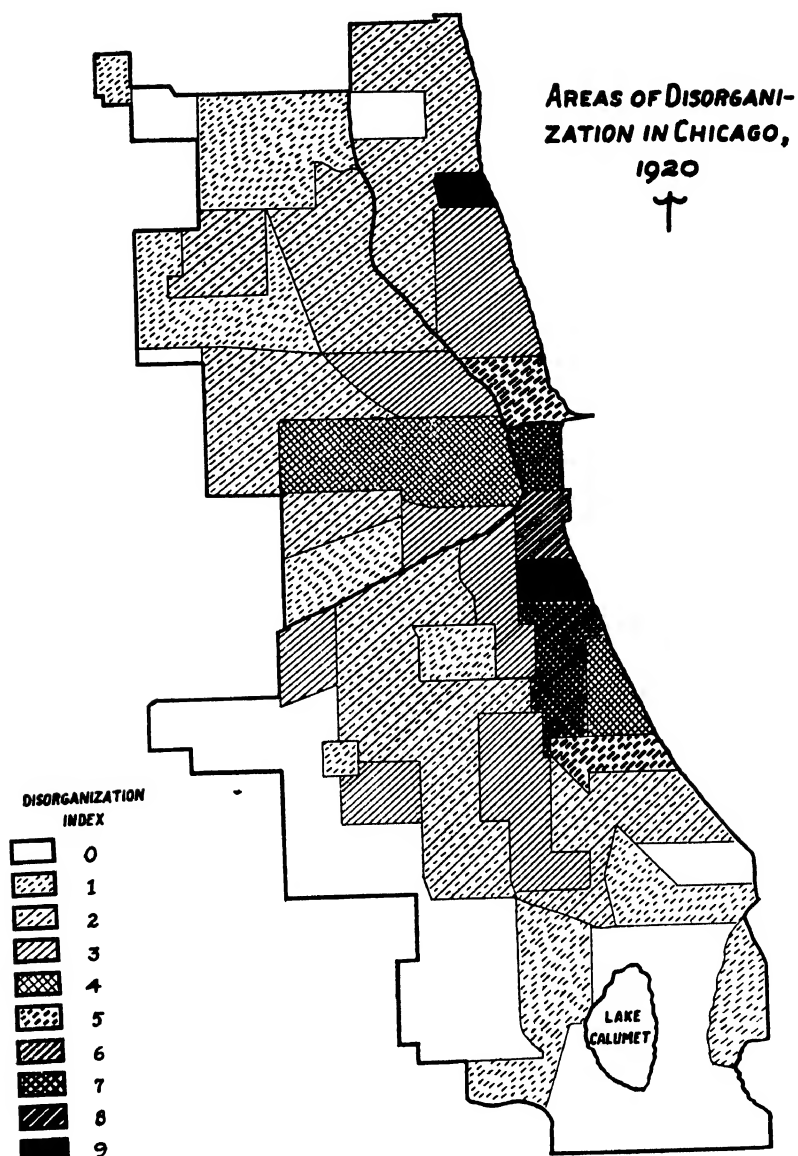 AREAS OF DISORGANI-
ZATION IN CHICAGO,
1920
DISORGANIZATION
INDEX
0
1
2
3
4
5
6
7
8
9
LAKE
CALUMET